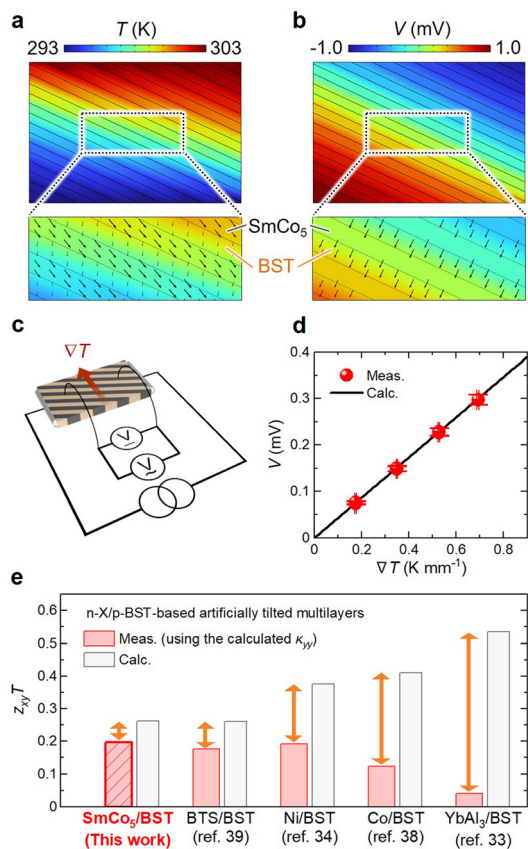 a
b
T (K)
V (mV)
293
303
-1.0
1.0
SmCo5
BST
c
∇T
V
V
~
d
0.4
0.3
0.2
0.1
0
V (mV)
Meas.
Calc.
0.2
0.4
0.6
0.8
∇T (K mm⁻¹)
e
n-X/p-BST-based artificially tilted multilayers
Meas. (using the calculated κyy)
Calc.
0.6
0.5
0.4
0.3
0.2
0.1
0
zxyT
SmCo5/BST
(This work)
BTS/BST
(ref. 39)
Ni/BST
(ref. 34)
Co/BST
(ref. 38)
YbAl3/BST
(ref. 33)